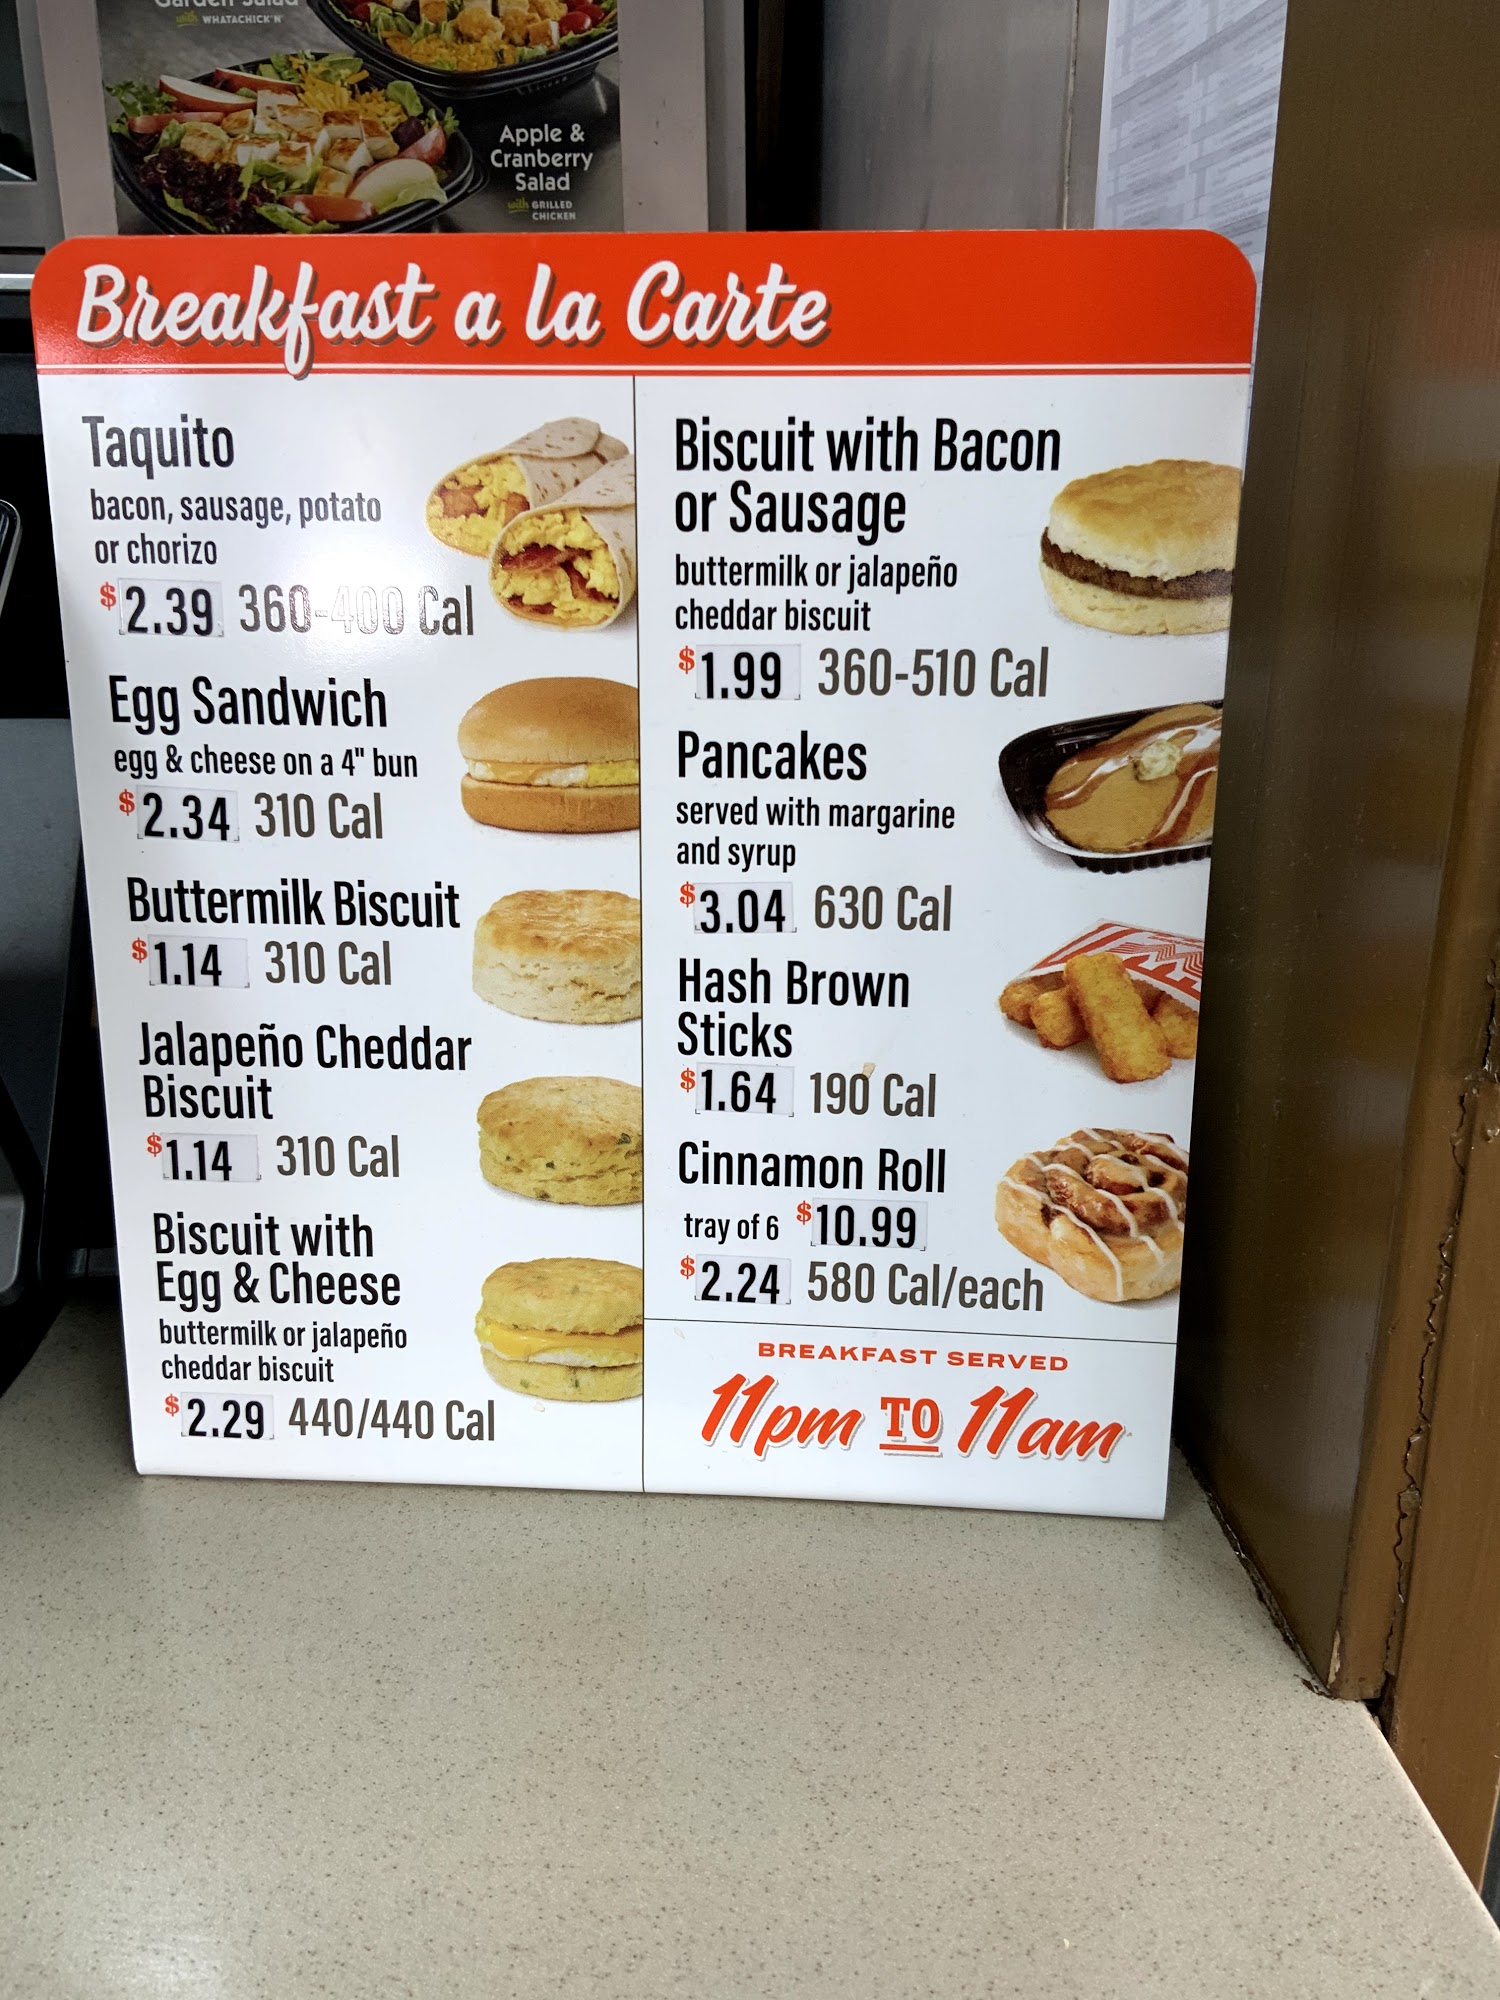 Garden Salad
with WHATACHICK'N
Apple &
Cranberry
Salad
with GRILLED
CHICKEN
Breakfast a la Carte
Taquito
bacon, sausage, potato
or chorizo
$2.39 360-400 Cal
Egg Sandwich
egg & cheese on a 4" bun
$2.34 310 Cal
Buttermilk Biscuit
$1.14 310 Cal
Jalapeño Cheddar
Biscuit
$1.14 310 Cal
Biscuit with
Egg & Cheese
buttermilk or jalapeño
cheddar biscuit
$2.29 440/440 Cal
Biscuit with Bacon
or Sausage
buttermilk or jalapeño
cheddar biscuit
$1.99 360-510 Cal
Pancakes
served with margarine
and syrup
$3.04 630 Cal
Hash Brown
Sticks
$1.64 190 Cal
Cinnamon Roll
tray of 6 $10.99
$2.24 580 Cal/each
BREAKFAST SERVED
11pm TO 11am